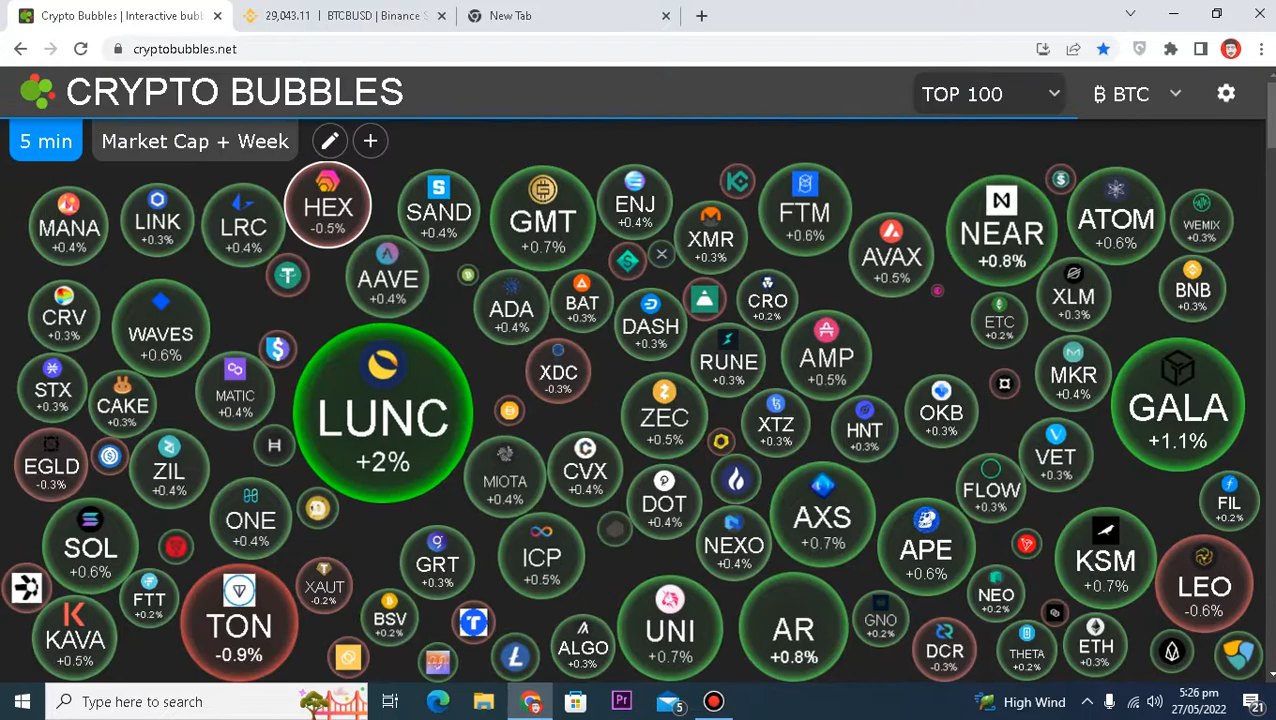 Crypto Bubbles | Interactive bubb
29,043.11 | BTCBUSD | Binance S
New Tab
cryptobubbles.net
CRYPTO BUBBLES
TOP 100
₿ BTC
5 min
Market Cap + Week
MANA
+0.4%
LINK
+0.3%
LRC
+0.4%
HEX
-0.5%
SAND
+0.4%
GMT
+0.7%
ENJ
+0.4%
XMR
+0.3%
FTM
+0.6%
AVAX
+0.5%
NEAR
+0.8%
ATOM
+0.6%
WEMIX
+0.3%
AAVE
+0.4%
CRV
+0.3%
WAVES
+0.6%
ADA
+0.4%
BAT
+0.3%
DASH
+0.3%
CRO
+0.2%
XLM
+0.3%
BNB
+0.3%
ETC
+0.2%
STX
+0.3%
CAKE
+0.3%
MATIC
+0.4%
LUNC
+2%
XDC
-0.3%
RUNE
+0.3%
AMP
+0.5%
MKR
+0.4%
GALA
+1.1%
ZEC
+0.5%
XTZ
+0.3%
HNT
+0.3%
OKB
+0.3%
EGLD
-0.3%
ZIL
+0.4%
MIOTA
+0.4%
CVX
+0.4%
VET
+0.3%
DOT
+0.4%
FLOW
+0.3%
FIL
+0.2%
ONE
+0.4%
SOL
+0.6%
AXS
+0.7%
NEXO
+0.4%
APE
+0.6%
KSM
+0.7%
GRT
+0.3%
ICP
+0.5%
LEO
-0.6%
FTT
+0.2%
TON
-0.9%
XAUT
-0.2%
NEO
+0.2%
KAVA
+0.5%
BSV
+0.2%
ALGO
+0.3%
UNI
+0.7%
AR
+0.8%
GNO
+0.2%
DCR
-0.3%
THETA
+0.2%
ETH
+0.3%
Type here to search
Pr
5
High Wind
5:26 pm
27/05/2022
21